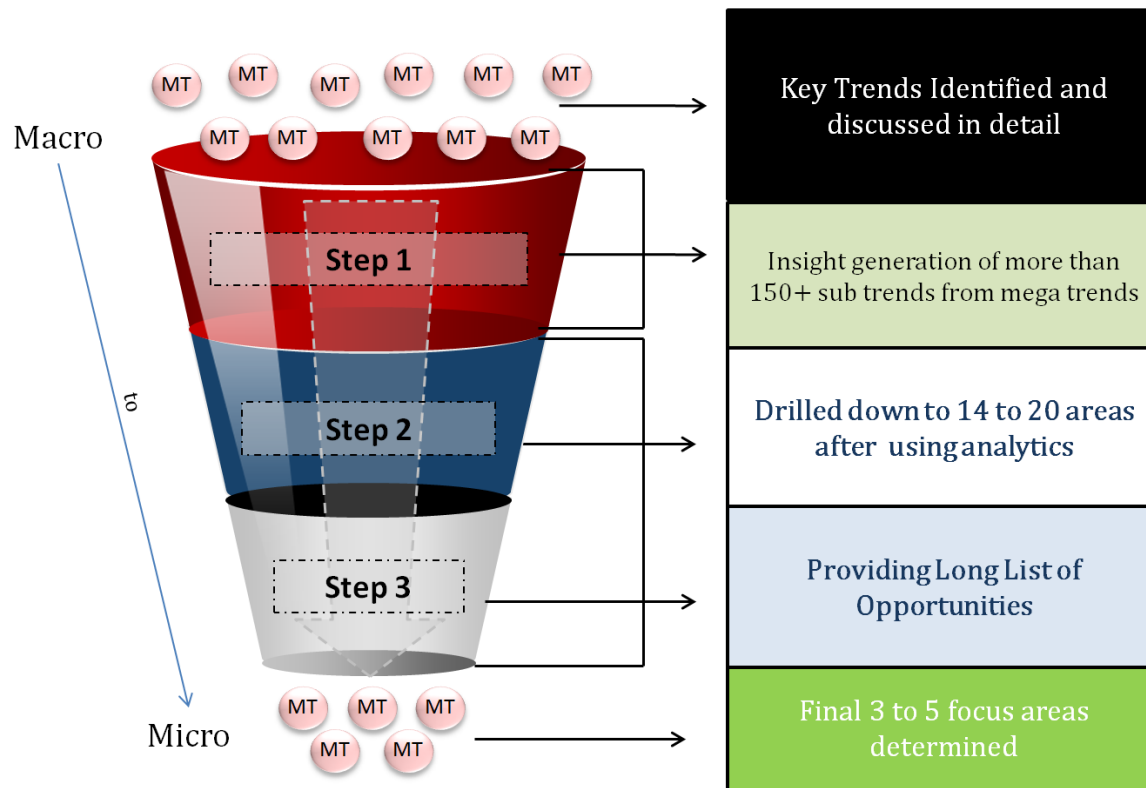 MT MT MT MT MT MT
MT MT MT MT MT
Macro
to
Micro
Step 1
Step 2
Step 3
MT MT MT
MT MT
Key Trends Identified and
discussed in detail
Insight generation of more than
150+ sub trends from mega trends
Drilled down to 14 to 20 areas
after using analytics
Providing Long List of
Opportunities
Final 3 to 5 focus areas
determined